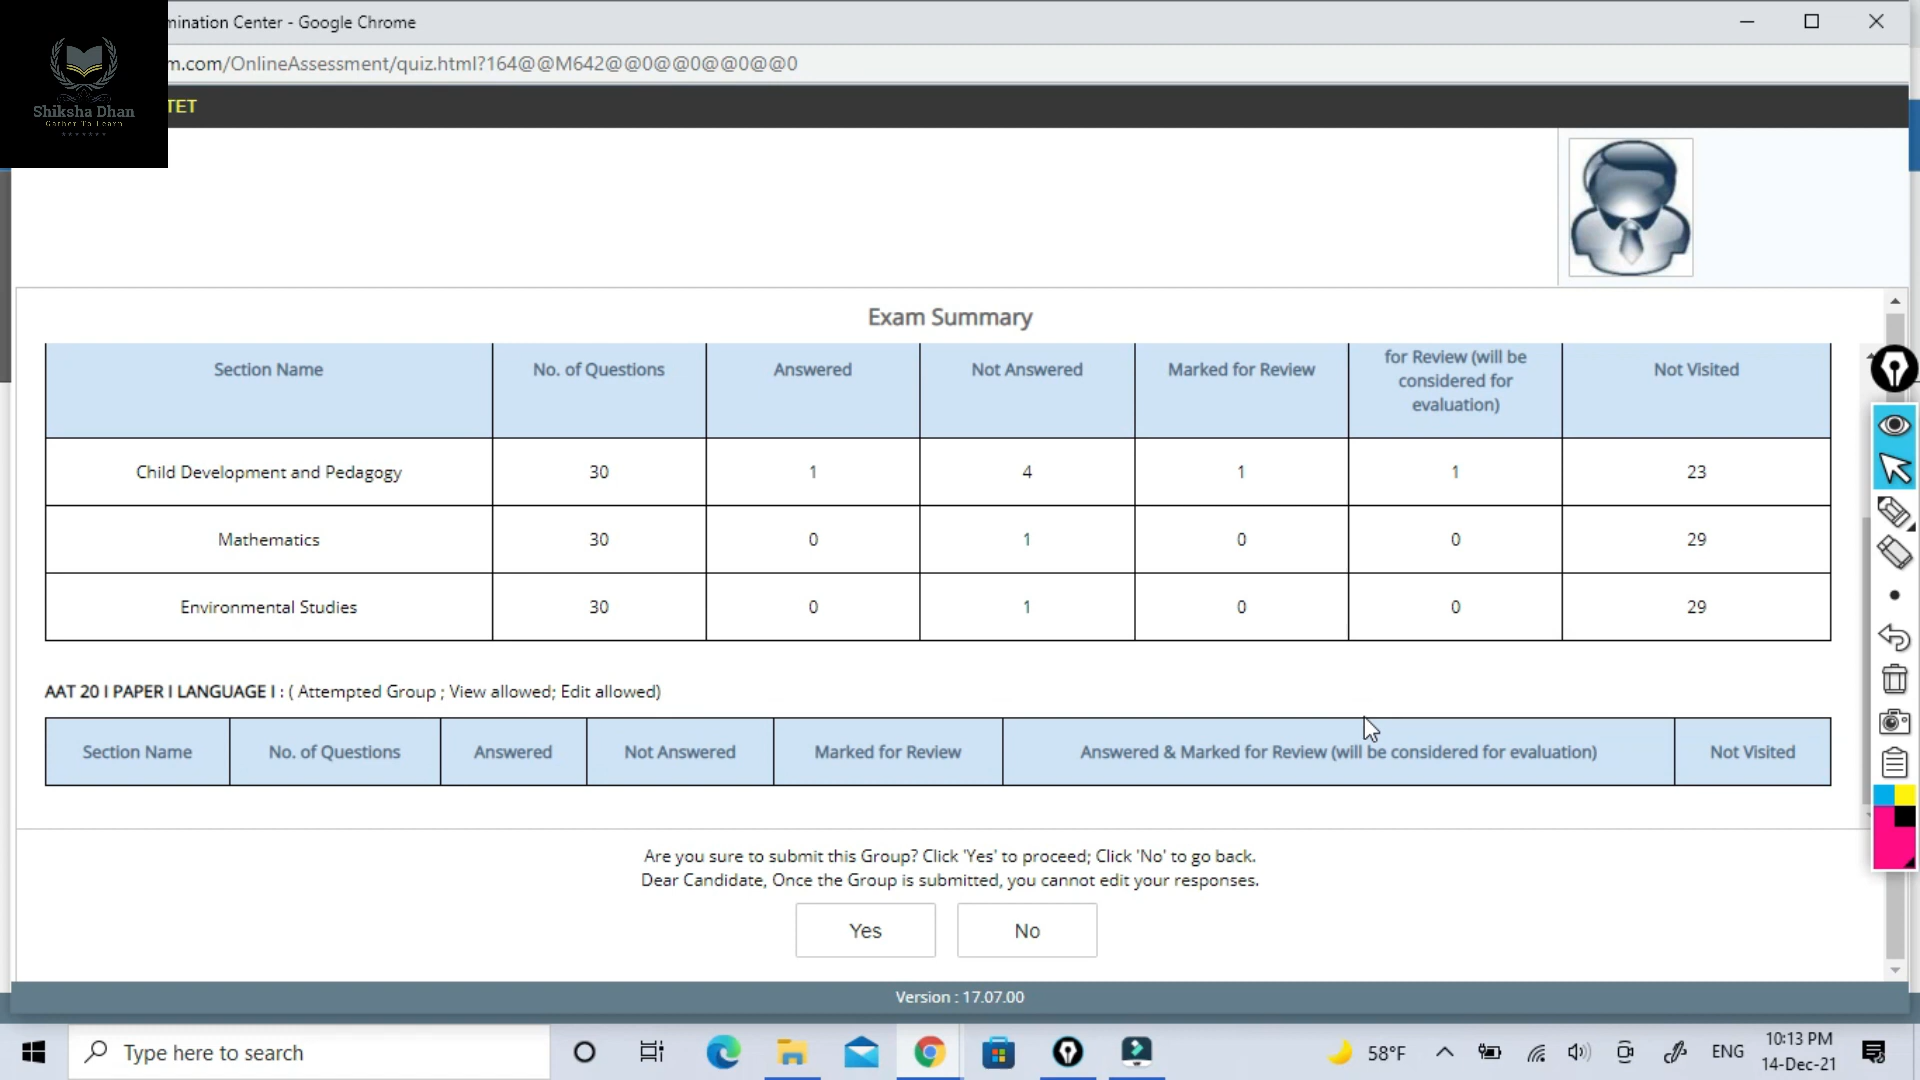 mination Center - Google Chrome
m.com/OnlineAssessment/quiz.html?164@@M642@@0@@0@@0@@0
Shiksha Dhan
Gather To Learn
TET
Exam Summary
Section Name No. of Questions Answered Not Answered Marked for Review for Review (will be considered for evaluation) Not Visited
Child Development and Pedagogy 30 1 4 1 1 23
Mathematics 30 0 1 0 0 29
Environmental Studies 30 0 1 0 0 29
AAT 20 I PAPER I LANGUAGE I : ( Attempted Group ; View allowed; Edit allowed)
Section Name No. of Questions Answered Not Answered Marked for Review Answered & Marked for Review (will be considered for evaluation) Not Visited
Are you sure to submit this Group? Click 'Yes' to proceed; Click 'No' to go back.
Dear Candidate, Once the Group is submitted, you cannot edit your responses.
Yes No
Version : 17.07.00
Type here to search
58°F
ENG
10:13 PM
14-Dec-21